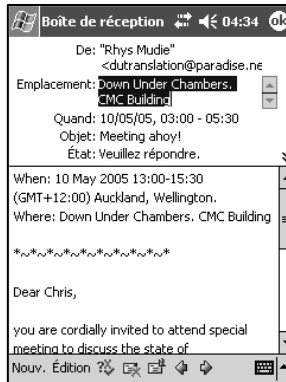 Boîte de réception 04:34 ok
De: "Rhys Mudie"
<dutranslation@paradise.ne
Emplacement: Down Under Chambers.
CMC Building
Quand: 10/05/05, 03:00 - 05:30
Objet: Meeting ahoy!
État: Veuillez répondre.
When: 10 May 2005 13:00-15:30
(GMT+12:00) Auckland, Wellington.
Where: Down Under Chambers. CMC Building
*~*~*~*~*~*~*~*~*~*
Dear Chris,
you are cordially invited to attend special
meeting to discuss the state of
Nouv. Édition